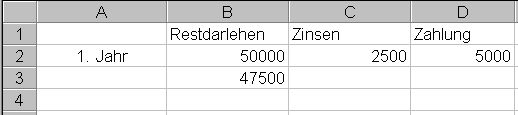 A B C D
1 Restdarlehen Zinsen Zahlung
2 1. Jahr 50000 2500 5000
3 47500
4